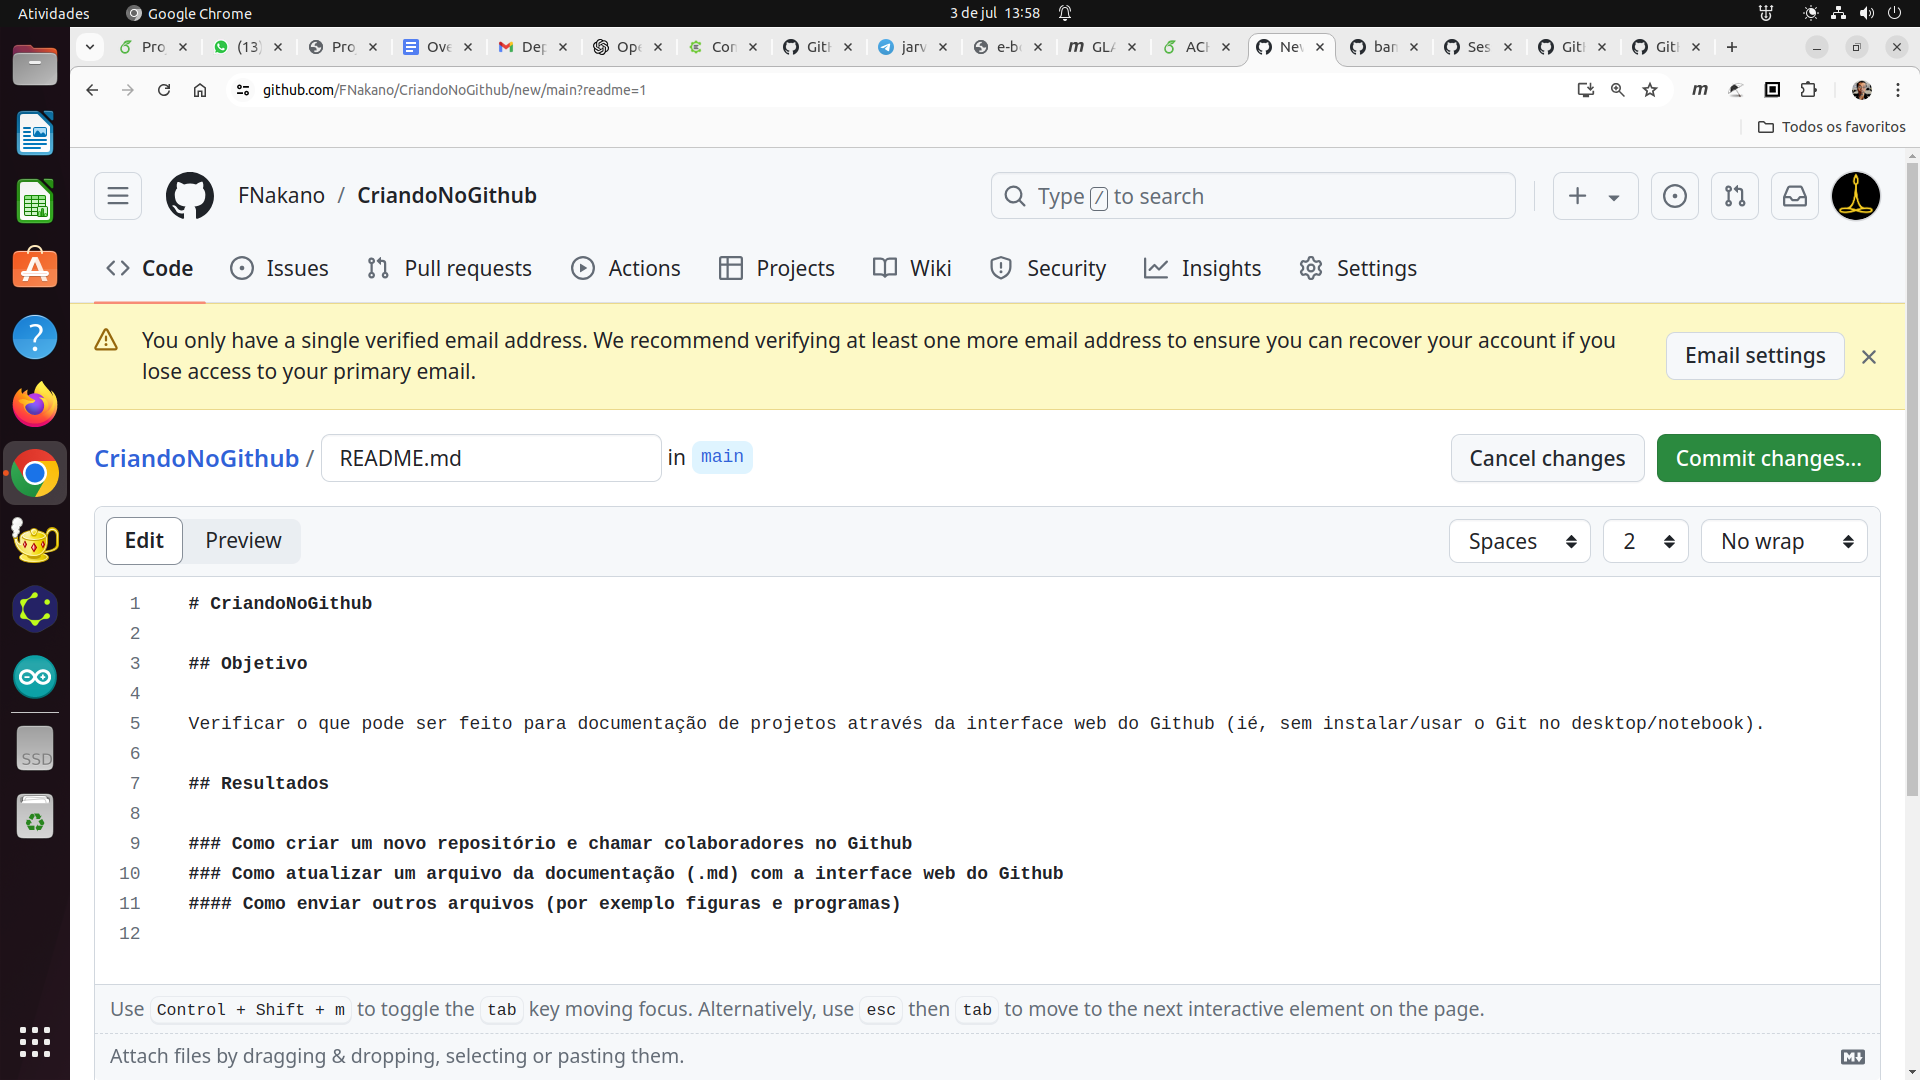 Atividades Google Chrome 3 de jul 13:58
Pro (13) Pro Ove Dep Ope Con Git jarv e-b GLA ACH Nev ban Ses Git Git
github.com/FNakano/CriandoNoGithub/new/main?readme=1
Todos os favoritos
FNakano / CriandoNoGithub Type / to search
Code Issues Pull requests Actions Projects Wiki Security Insights Settings
You only have a single verified email address. We recommend verifying at least one more email address to ensure you can recover your account if you
lose access to your primary email.
Email settings
CriandoNoGithub / README.md in main Cancel changes Commit changes...
Edit Preview Spaces 2 No wrap
1 # CriandoNoGithub
2
3 ## Objetivo
4
5 Verificar o que pode ser feito para documentação de projetos através da interface web do Github (ié, sem instalar/usar o Git no desktop/notebook).
6
7 ## Resultados
8
9 ### Como criar um novo repositório e chamar colaboradores no Github
10 ### Como atualizar um arquivo da documentação (.md) com a interface web do Github
11 #### Como enviar outros arquivos (por exemplo figuras e programas)
12
Use Control + Shift + m to toggle the tab key moving focus. Alternatively, use esc then tab to move to the next interactive element on the page.
Attach files by dragging & dropping, selecting or pasting them.
SSD